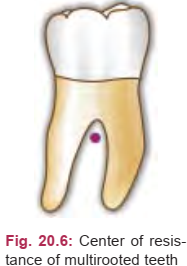 Fig. 20.6: Center of resis-
tance of multirooted teeth